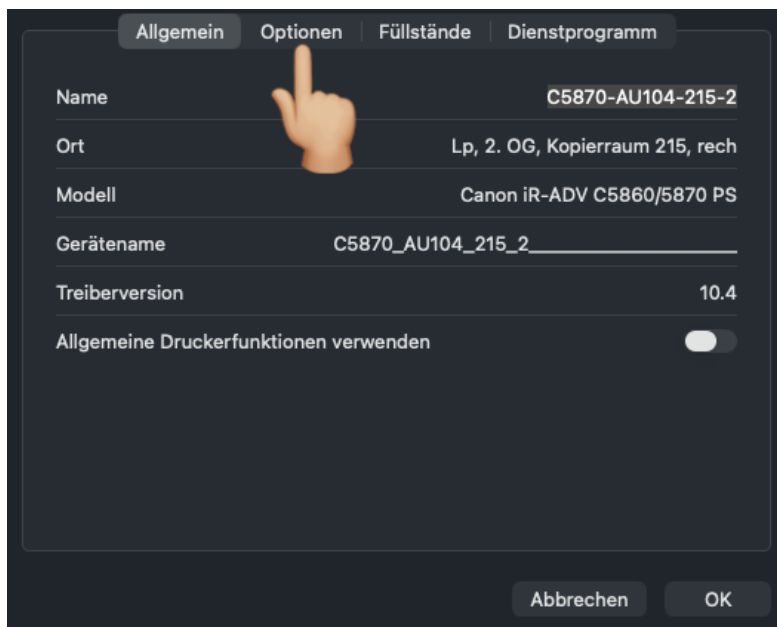 Allgemein Optionen Füllstände Dienstprogramm
Name C5870-AU104-215-2
Ort Lp, 2. OG, Kopierraum 215, rech
Modell Canon iR-ADV C5860/5870 PS
Gerätename C5870_AU104_215_2____________________
Treiberversion 10.4
Allgemeine Druckerfunktionen verwenden
Abbrechen OK